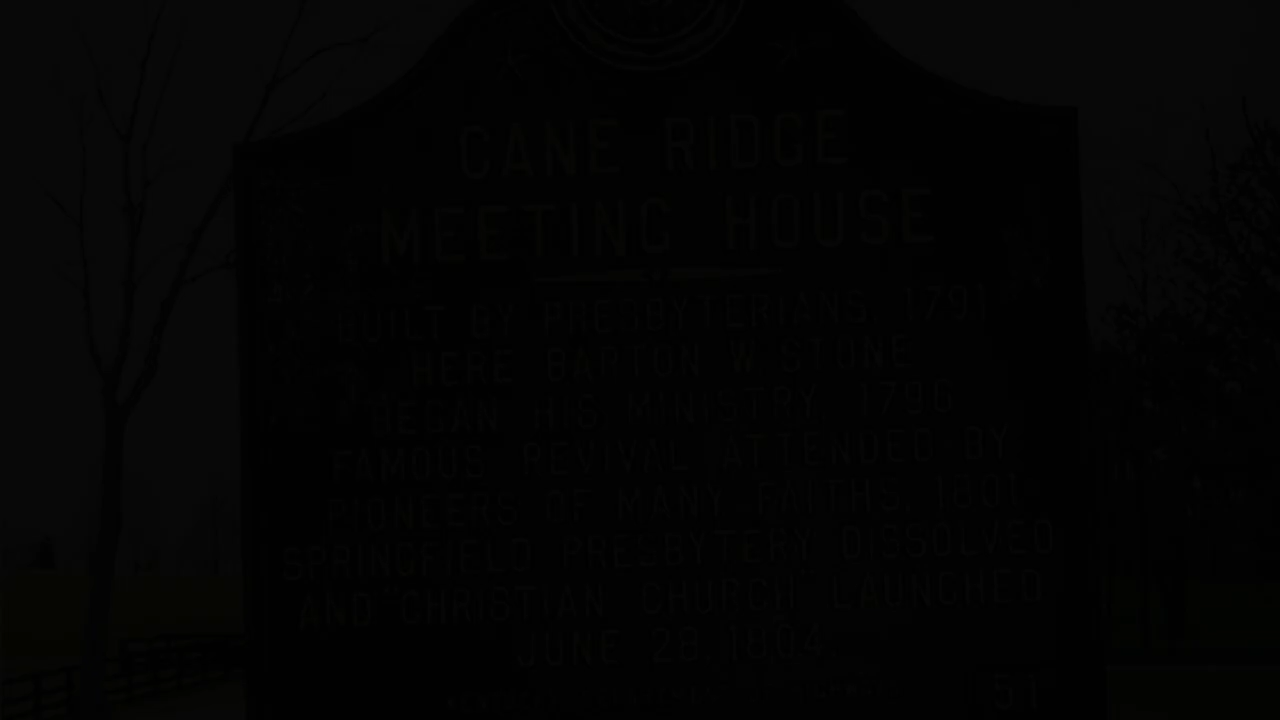 CANE RIDGE
MEETING HOUSE
BUILT BY PRESBYTERIANS, 1791
HERE BARTON W. STONE
BEGAN HIS MINISTRY, 1796
FAMOUS REVIVAL ATTENDED BY
PIONEERS OF MANY FAITHS, 1801
SPRINGFIELD PRESBYTERY DISSOLVED
AND "CHRISTIAN CHURCH" LAUNCHED
JUNE 28, 1804.
51